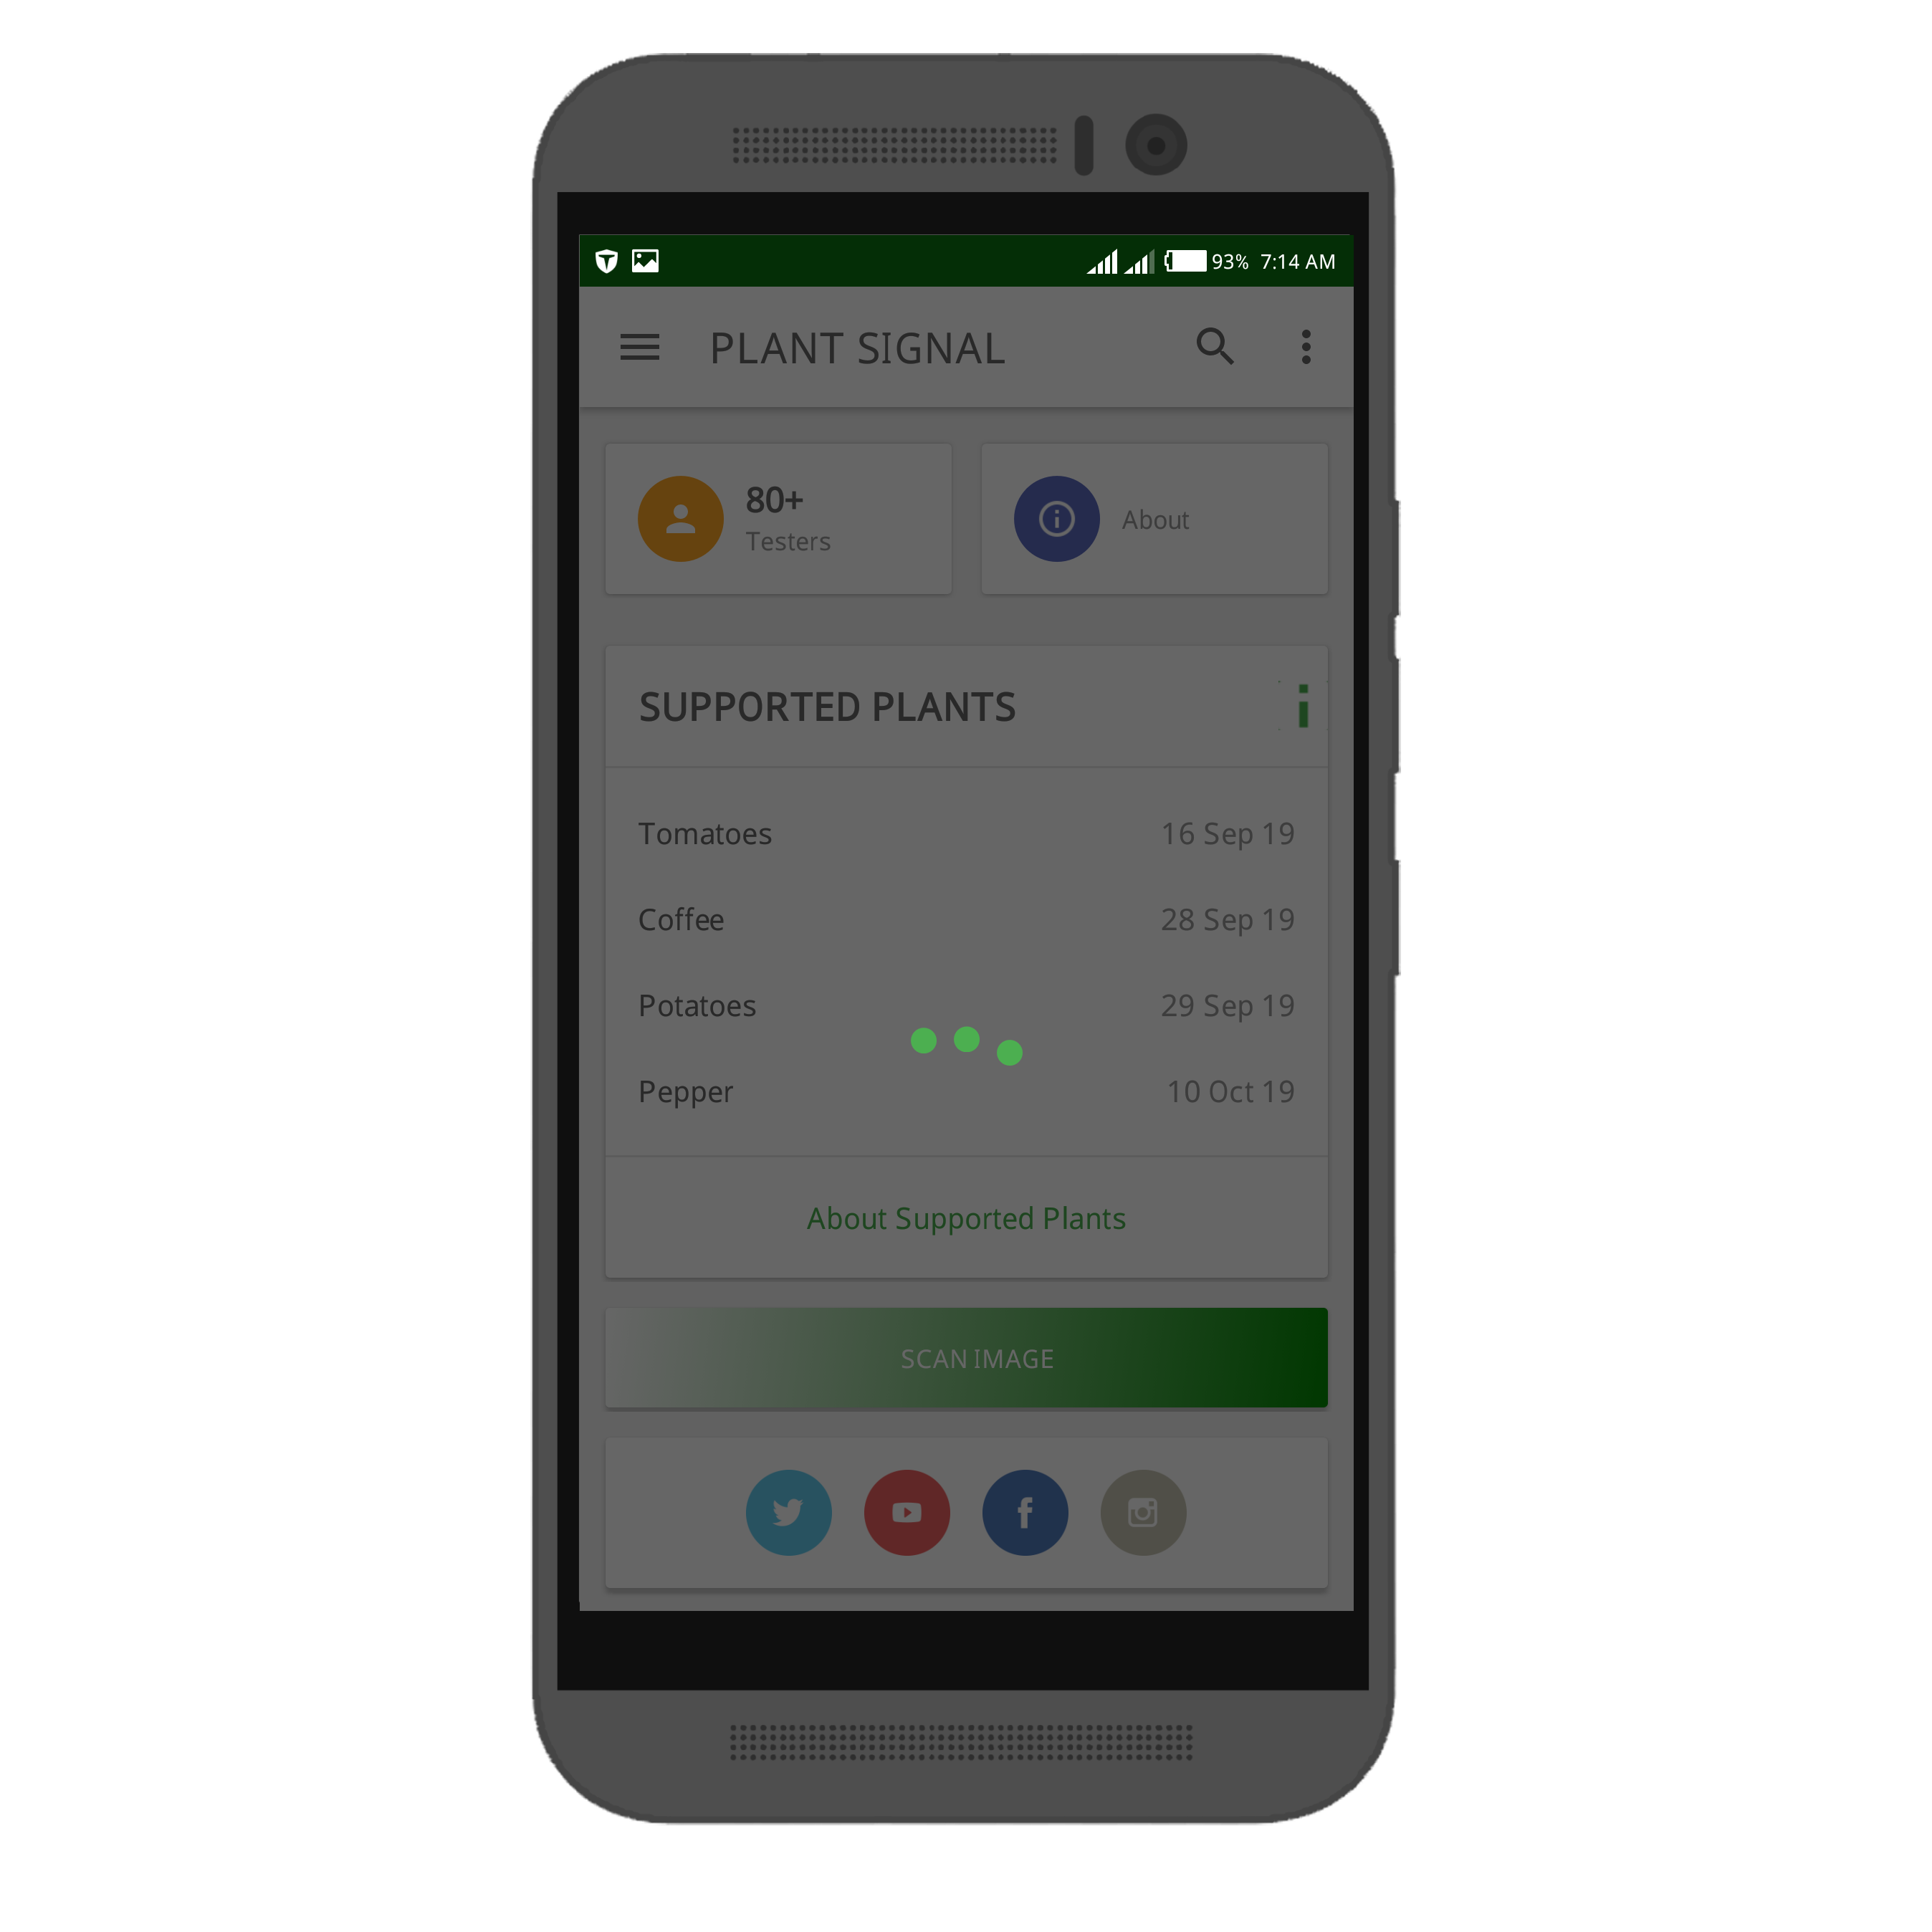 93% 7:14 AM
PLANT SIGNAL
80+
Testers
About
SUPPORTED PLANTS
Tomatoes 16 Sep 19
Coffee 28 Sep 19
Potatoes 29 Sep 19
Pepper 10 Oct 19
About Supported Plants
SCAN IMAGE